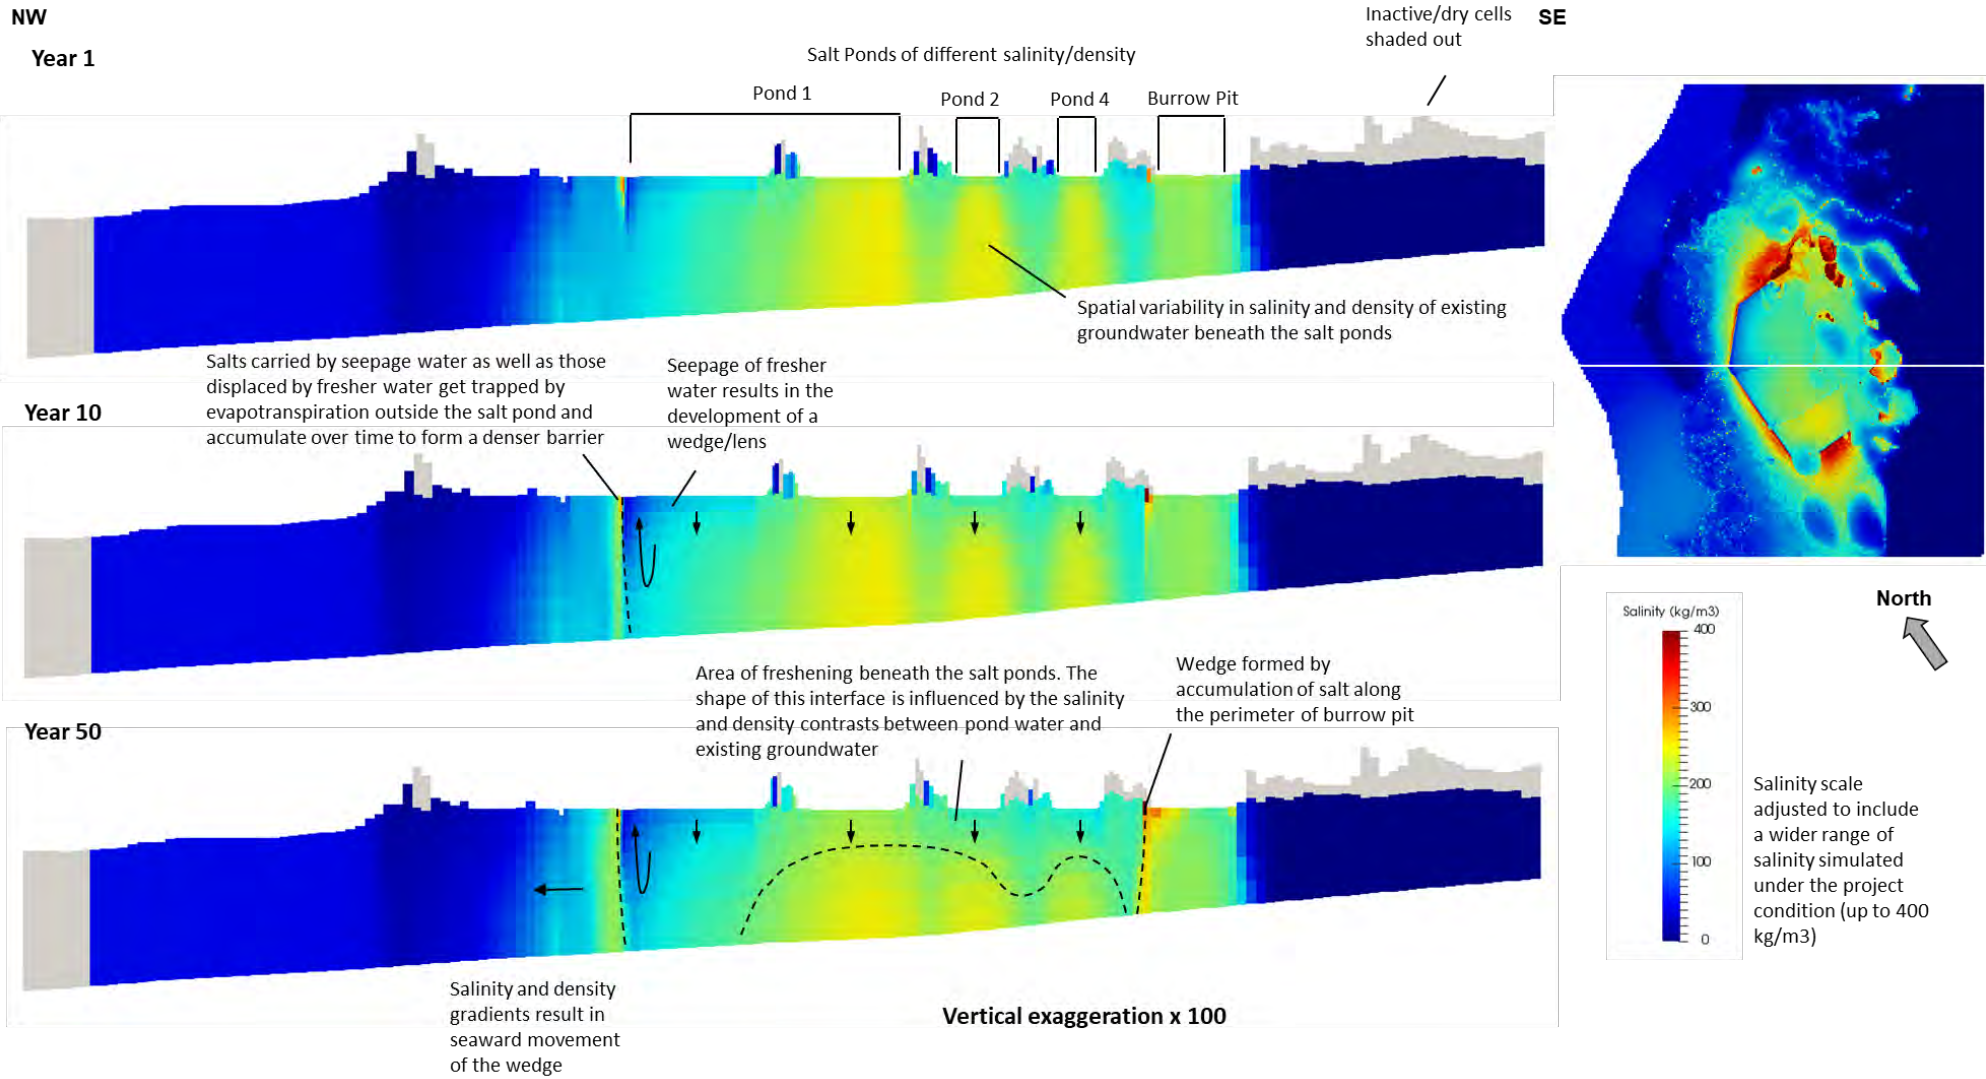 NW
Inactive/dry cells
shaded out
SE
Year 1
Salt Ponds of different salinity/density
Pond 1
Pond 2
Pond 4
Burrow Pit
Spatial variability in salinity and density of existing
groundwater beneath the salt ponds
Salts carried by seepage water as well as those
displaced by fresher water get trapped by
evapotranspiration outside the salt pond and
accumulate over time to form a denser barrier
Seepage of fresher
water results in the
development of a
wedge/lens
Year 10
Area of freshening beneath the salt ponds. The
shape of this interface is influenced by the salinity
and density contrasts between pond water and
existing groundwater
Wedge formed by
accumulation of salt along
the perimeter of burrow pit
Year 50
Salinity and density
gradients result in
seaward movement
of the wedge
Vertical exaggeration x 100
Salinity (kg/m3)
400
300
200
100
0
North
Salinity scale
adjusted to include
a wider range of
salinity simulated
under the project
condition (up to 400
kg/m3)